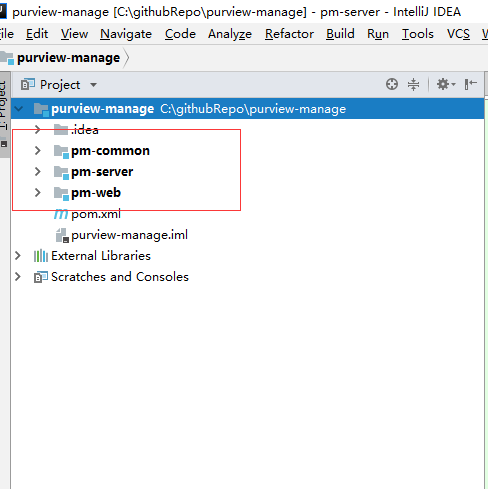 purview-manage [C:\githubRepo\purview-manage] - pm-server - IntelliJ IDEA
File Edit View Navigate Code Analyze Refactor Build Run Tools VCS W
purview-manage
1: Project
Project
purview-manage C:\githubRepo\purview-manage
.idea
pm-common
pm-server
pm-web
m pom.xml
purview-manage.iml
External Libraries
Scratches and Consoles